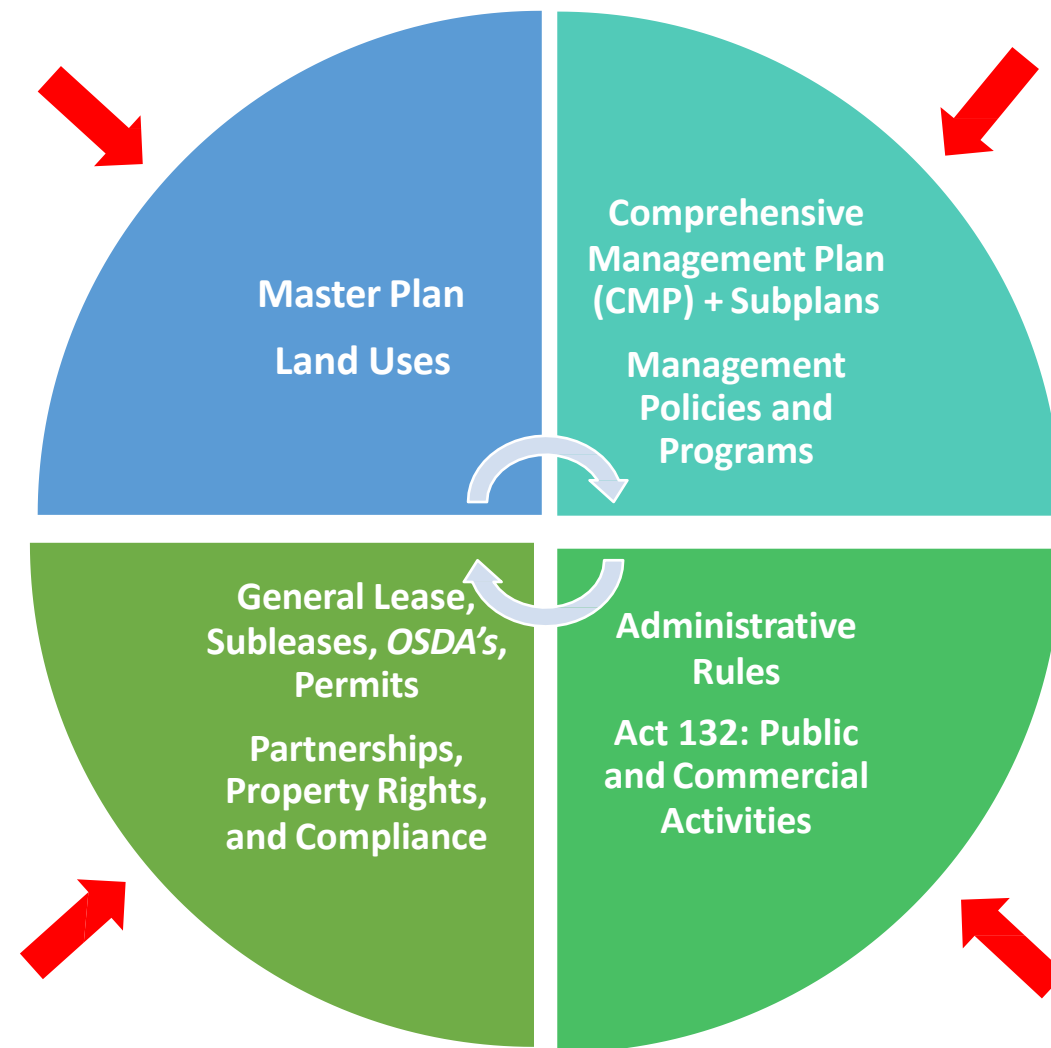 Master Plan
Land Uses
Comprehensive
Management Plan
(CMP) + Subplans
Management
Policies and
Programs
General Lease,
Subleases, OSDA’s,
Permits
Partnerships,
Property Rights,
and Compliance
Administrative
Rules
Act 132: Public
and Commercial
Activities